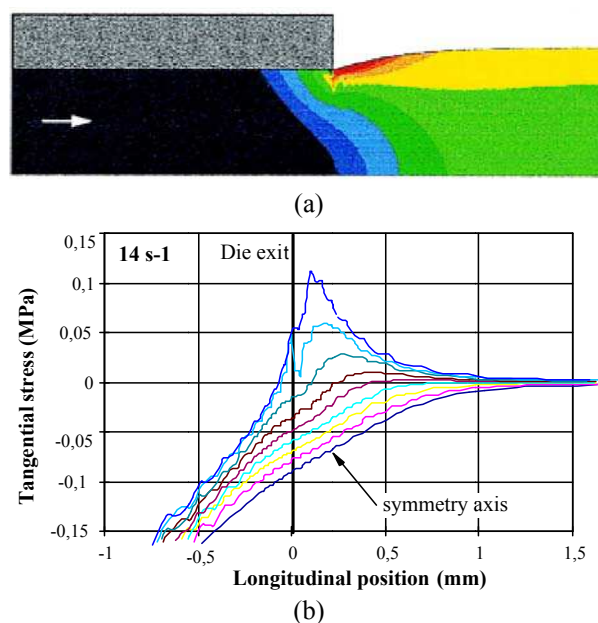 (a)
14 s-1
Die exit
Tangential stress (MPa)
0,15
0,1
0,05
0
-0,05
-0,1
-0,15
symmetry axis
-1
-0,5
0
0,5
1
1,5
Longitudinal position (mm)
(b)